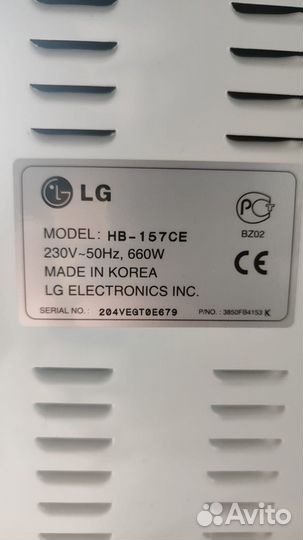 LG
PCT
BZ02
MODEL: HB-157CE
230V~50Hz, 660W
MADE IN KOREA
LG ELECTRONICS INC.
CE
SERIAL NO.: 204VEGT0E679 P/NO.: 3850FB4153 K
Avito